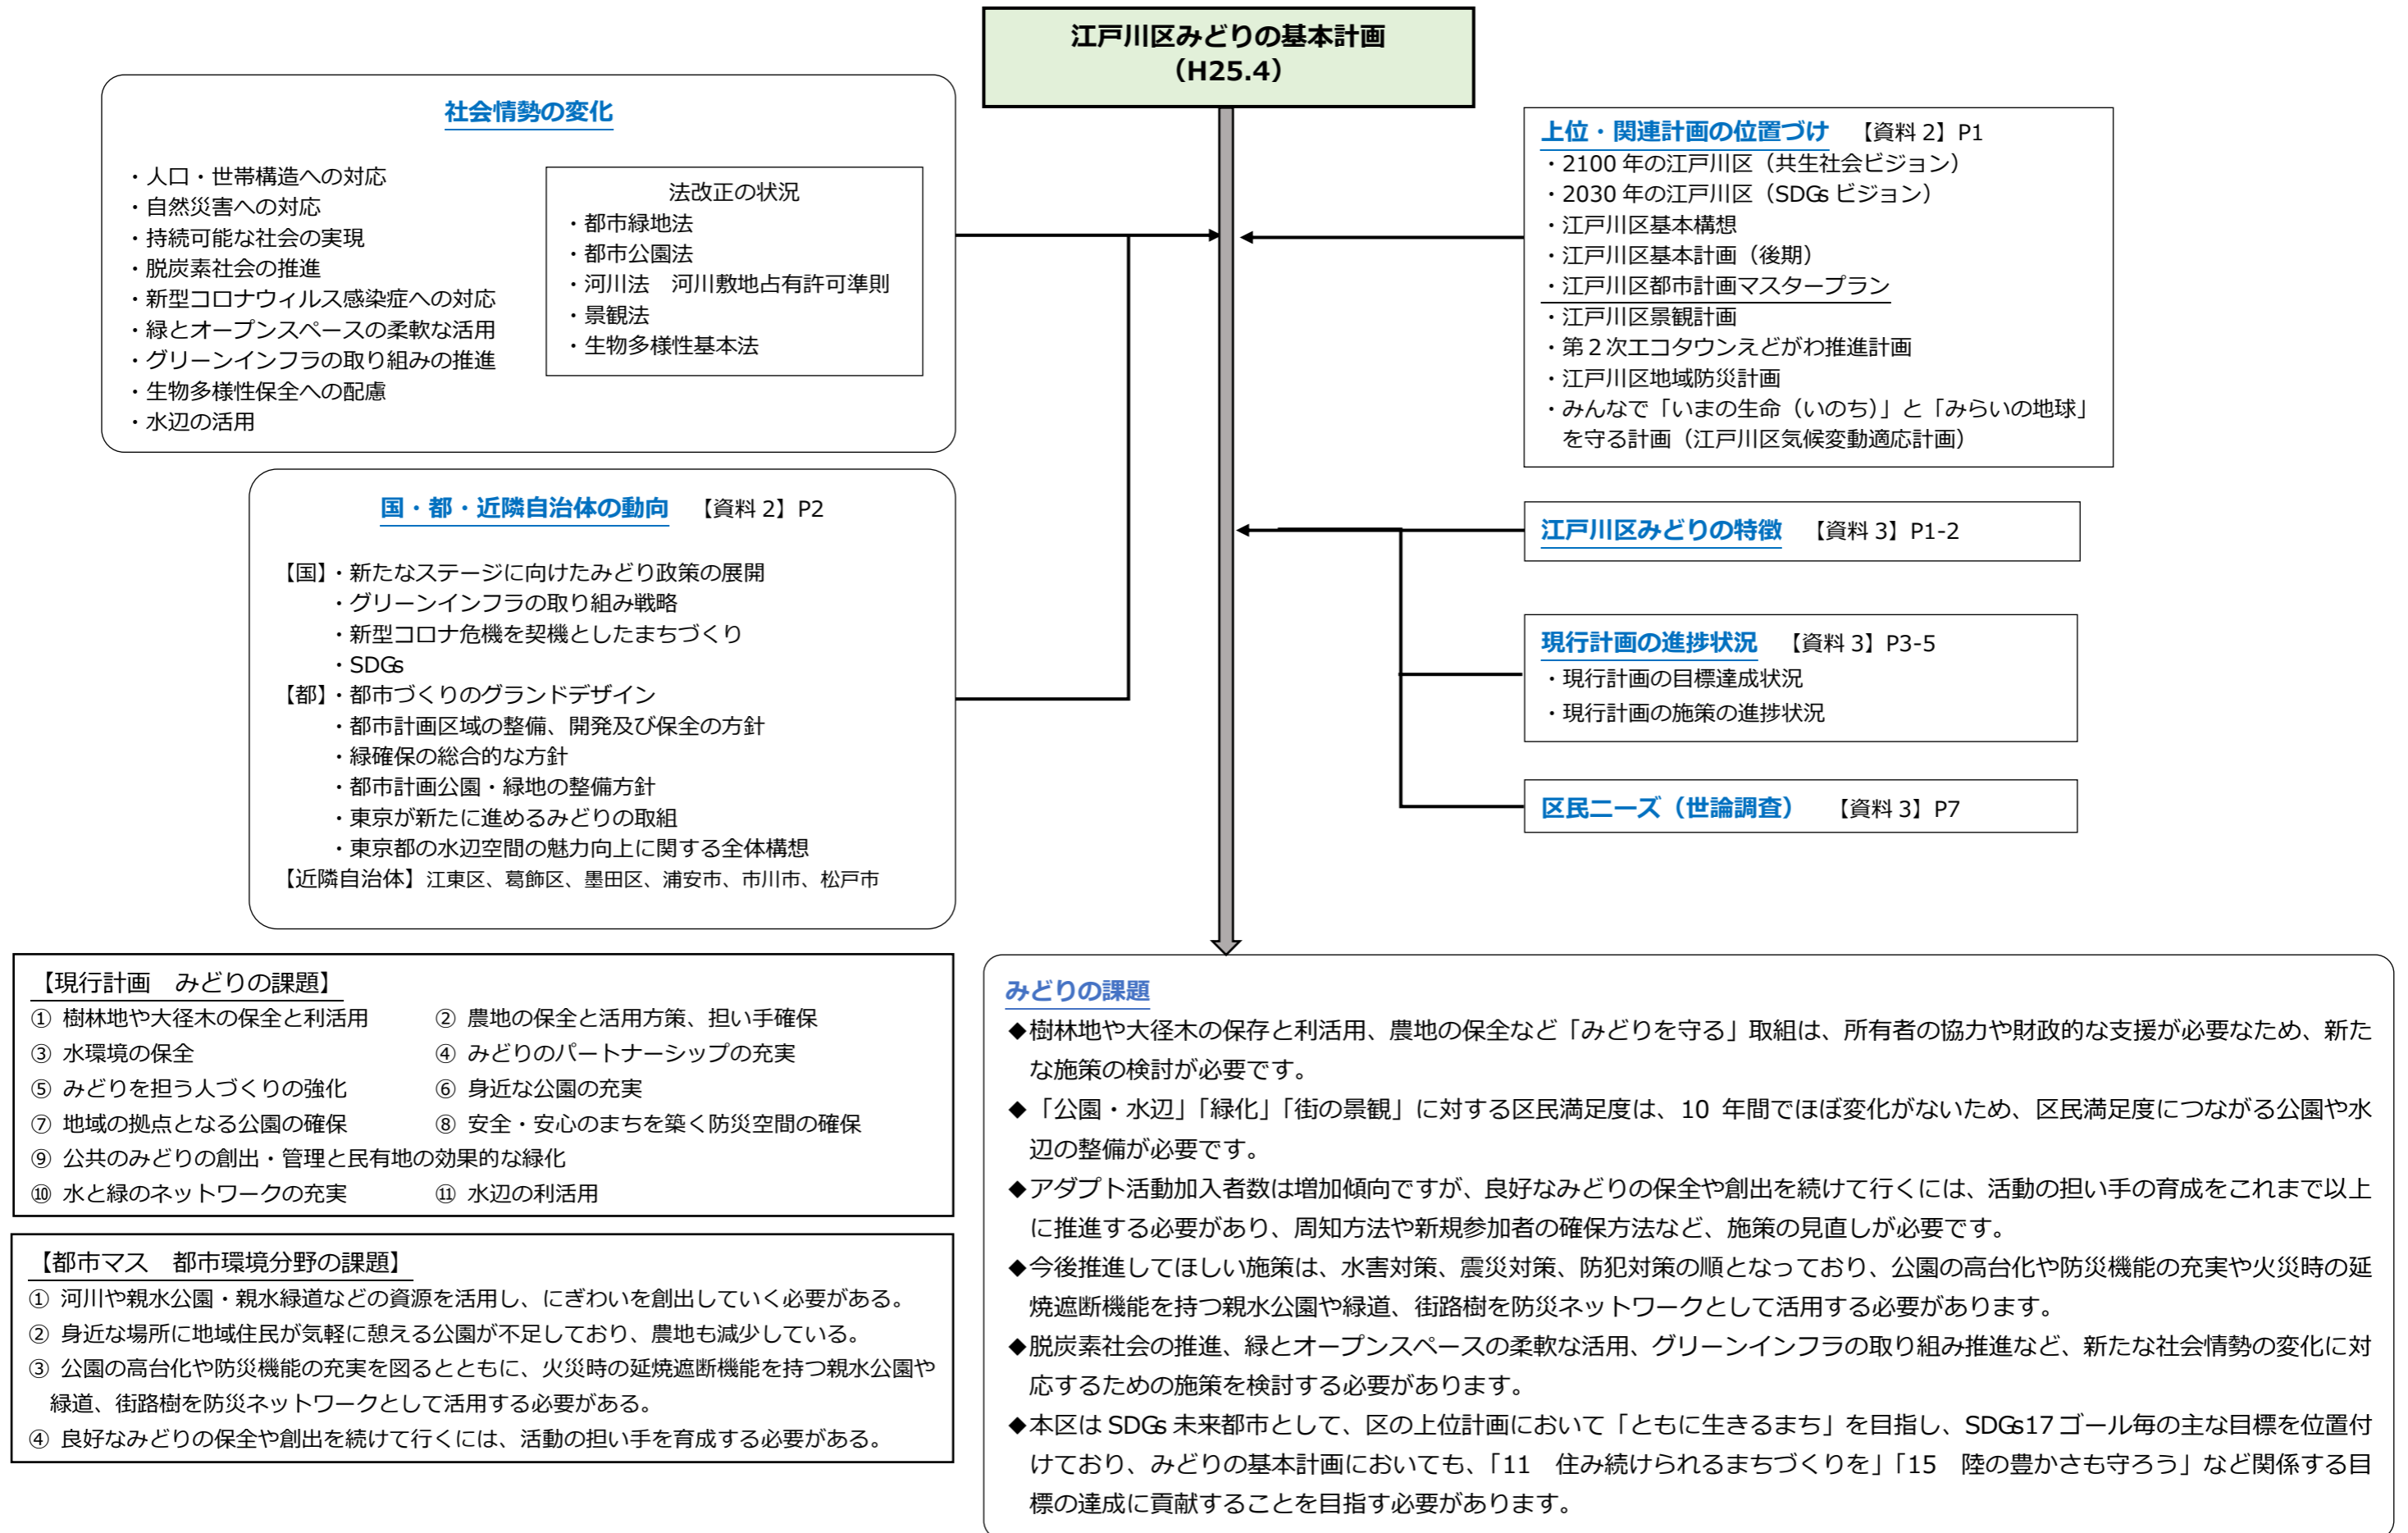 江戸川区みどりの基本計画
（H25.4）
社会情勢の変化
・人口・世帯構造への対応
・自然災害への対応
・持続可能な社会の実現
・脱炭素社会の推進
・新型コロナウィルス感染症への対応
・緑とオープンスペースの柔軟な活用
・グリーンインフラの取り組みの推進
・生物多様性保全への配慮
・水辺の活用
法改正の状況
・都市緑地法
・都市公園法
・河川法　河川敷地占有許可準則
・景観法
・生物多様性基本法
上位・関連計画の位置づけ　【資料 2】P1
・2100 年の江戸川区（共生社会ビジョン）
・2030 年の江戸川区（SDGs ビジョン）
・江戸川区基本構想
・江戸川区基本計画（後期）
・江戸川区都市計画マスタープラン
・江戸川区景観計画
・第２次エコタウンえどがわ推進計画
・江戸川区地域防災計画
・みんなで「いまの生命（いのち）」と「みらいの地球」
を守る計画（江戸川区気候変動適応計画）
国・都・近隣自治体の動向　【資料 2】P2
【国】・新たなステージに向けたみどり政策の展開
・グリーンインフラの取り組み戦略
・新型コロナ危機を契機としたまちづくり
・SDGs
【都】・都市づくりのグランドデザイン
・都市計画区域の整備、開発及び保全の方針
・緑確保の総合的な方針
・都市計画公園・緑地の整備方針
・東京が新たに進めるみどりの取組
・東京都の水辺空間の魅力向上に関する全体構想
【近隣自治体】江東区、葛飾区、墨田区、浦安市、市川市、松戸市
江戸川区みどりの特徴　【資料 3】P1-2
現行計画の進捗状況　【資料 3】P3-5
・現行計画の目標達成状況
・現行計画の施策の進捗状況
区民ニーズ（世論調査）　【資料 3】P7
【現行計画　みどりの課題】
① 樹林地や大径木の保全と利活用　② 農地の保全と活用方策、担い手確保
③ 水環境の保全　④ みどりのパートナーシップの充実
⑤ みどりを担う人づくりの強化　⑥ 身近な公園の充実
⑦ 地域の拠点となる公園の確保　⑧ 安全・安心のまちを築く防災空間の確保
⑨ 公共のみどりの創出・管理と民有地の効果的な緑化
⑩ 水と緑のネットワークの充実　⑪ 水辺の利活用
【都市マス　都市環境分野の課題】
① 河川や親水公園・親水緑道などの資源を活用し、にぎわいを創出していく必要がある。
② 身近な場所に地域住民が気軽に憩える公園が不足しており、農地も減少している。
③ 公園の高台化や防災機能の充実を図るとともに、火災時の延焼遮断機能を持つ親水公園や
緑道、街路樹を防災ネットワークとして活用する必要がある。
④ 良好なみどりの保全や創出を続けて行くには、活動の担い手を育成する必要がある。
みどりの課題
◆樹林地や大径木の保存と利活用、農地の保全など「みどりを守る」取組は、所有者の協力や財政的な支援が必要なため、新た
な施策の検討が必要です。
◆「公園・水辺」「緑化」「街の景観」に対する区民満足度は、10 年間でほぼ変化がないため、区民満足度につながる公園や水
辺の整備が必要です。
◆アダプト活動加入者数は増加傾向ですが、良好なみどりの保全や創出を続けて行くには、活動の担い手の育成をこれまで以上
に推進する必要があり、周知方法や新規参加者の確保方法など、施策の見直しが必要です。
◆今後推進してほしい施策は、水害対策、震災対策、防犯対策の順となっており、公園の高台化や防災機能の充実や火災時の延
焼遮断機能を持つ親水公園や緑道、街路樹を防災ネットワークとして活用する必要があります。
◆脱炭素社会の推進、緑とオープンスペースの柔軟な活用、グリーンインフラの取り組み推進など、新たな社会情勢の変化に対
応するための施策を検討する必要があります。
◆本区は SDGs 未来都市として、区の上位計画において「ともに生きるまち」を目指し、SDGs17 ゴール毎の主な目標を位置付
けており、みどりの基本計画においても、「11　住み続けられるまちづくりを」「15　陸の豊かさも守ろう」など関係する目
標の達成に貢献することを目指す必要があります。